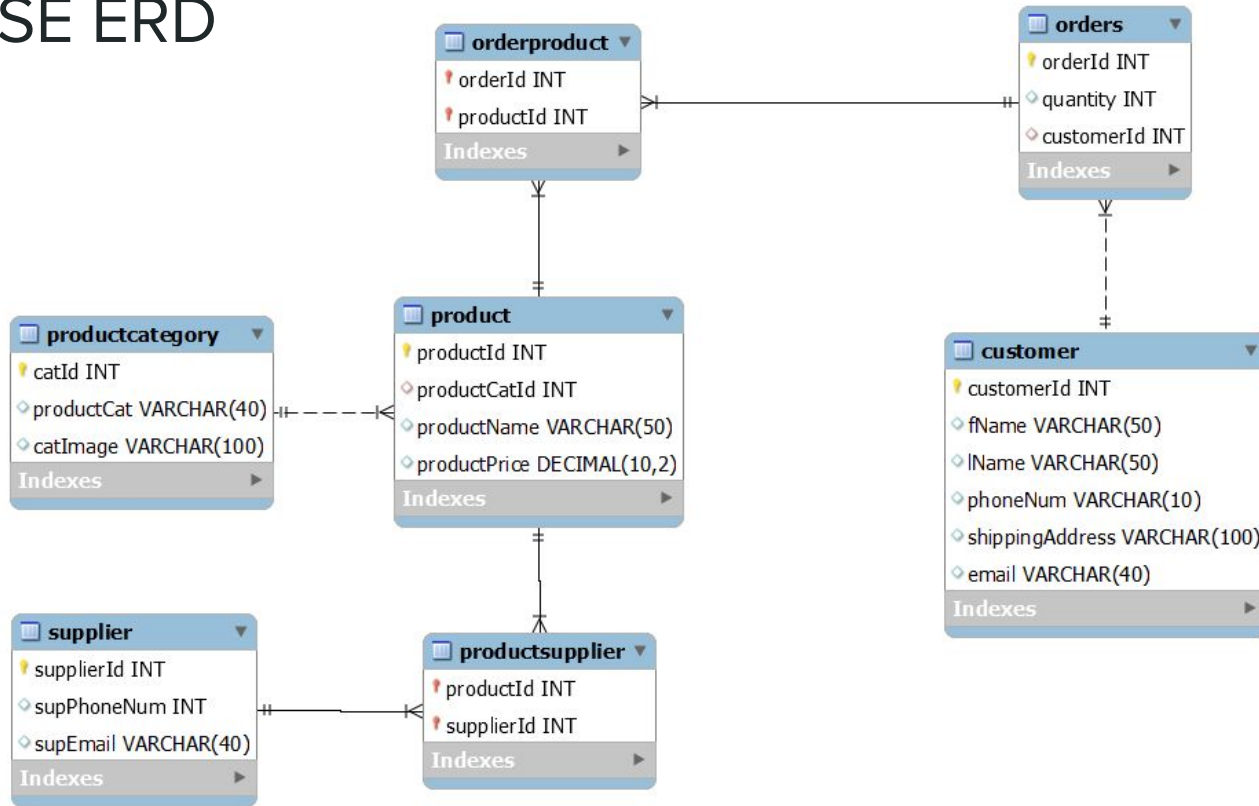 SE ERD
orderproduct
orderId INT
productId INT
Indexes
orders
orderId INT
quantity INT
customerId INT
Indexes
productcategory
catId INT
productCat VARCHAR(40)
catImage VARCHAR(100)
Indexes
product
productId INT
productCatId INT
productName VARCHAR(50)
productPrice DECIMAL(10,2)
Indexes
customer
customerId INT
fName VARCHAR(50)
lName VARCHAR(50)
phoneNum VARCHAR(10)
shippingAddress VARCHAR(100)
email VARCHAR(40)
Indexes
supplier
supplierId INT
supPhoneNum INT
supEmail VARCHAR(40)
Indexes
productsupplier
productId INT
supplierId INT
Indexes